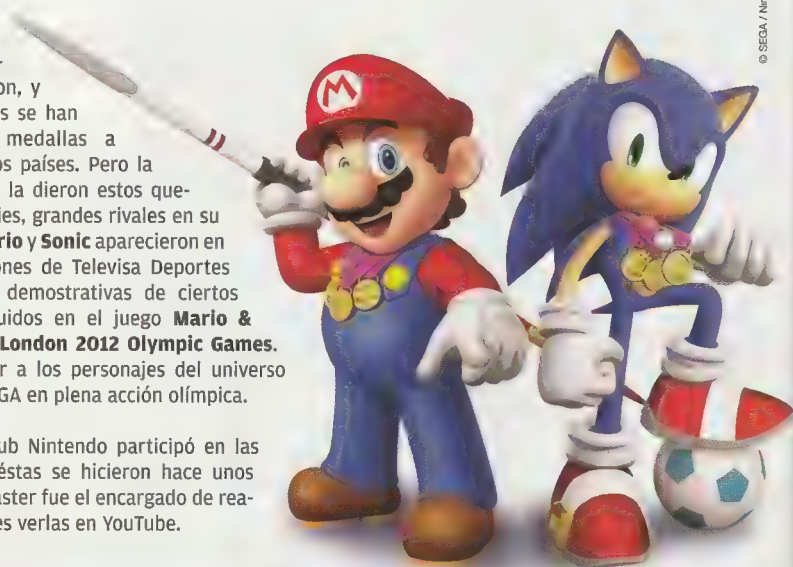 © SEGA / Nin
on, y
s se han
medallas a
os países. Pero la
la dieron estos que-
ies, grandes rivales en su
rio y Sonic aparecieron en
ones de Televisa Deportes
demostrativas de ciertos
uidos en el juego Mario &
London 2012 Olympic Games.
r a los personajes del universo
GA en plena acción olímpica.
ub Nintendo participó en las
éstas se hicieron hace unos
aster fue el encargado de rea-
es verlas en YouTube.
M